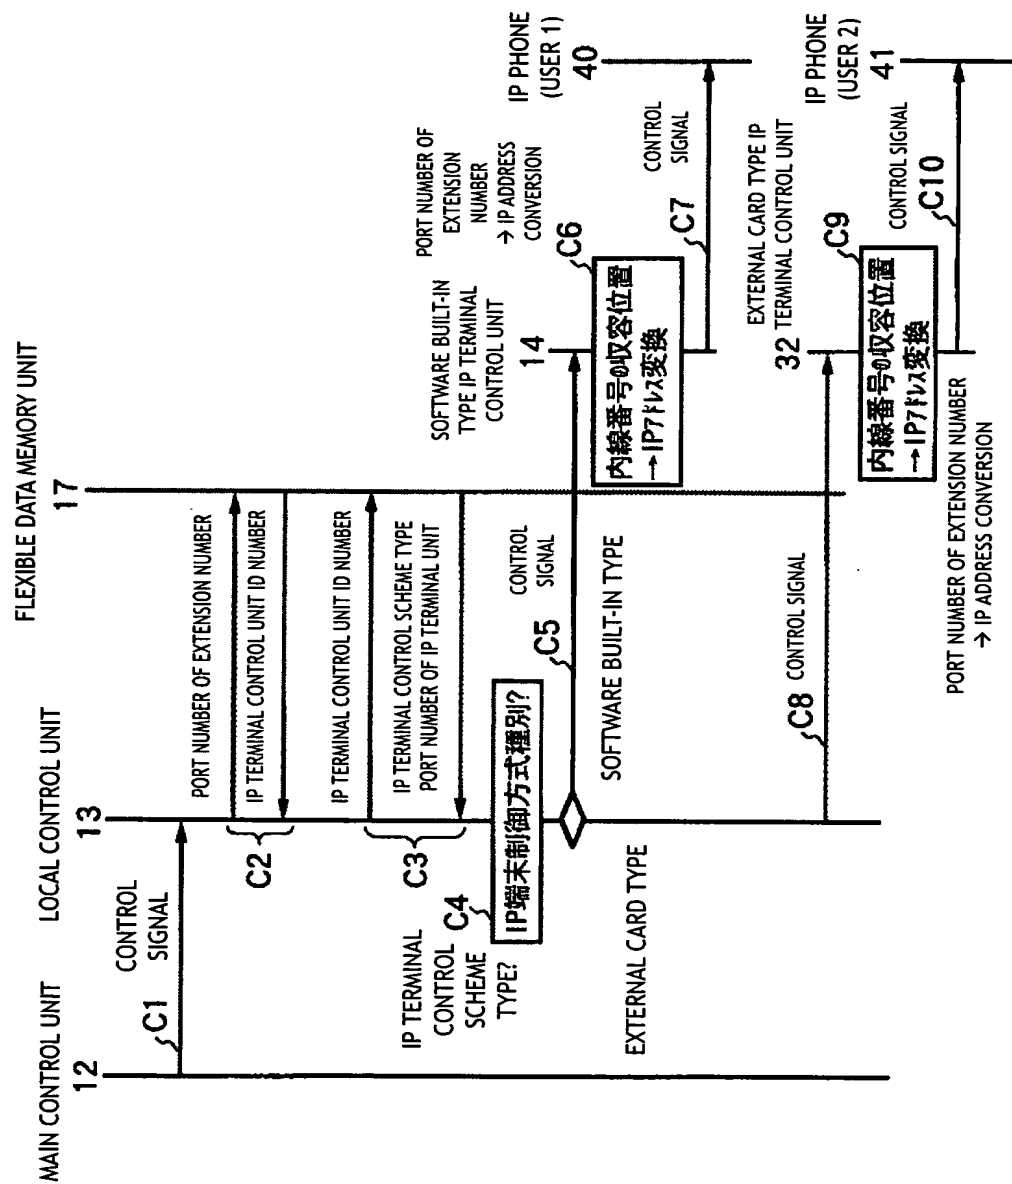 MAIN CONTROL UNIT
12
LOCAL CONTROL UNIT
13
FLEXIBLE DATA MEMORY UNIT
17
CONTROL
SIGNAL
C1
PORT NUMBER OF EXTENSION NUMBER
IP TERMINAL CONTROL UNIT ID NUMBER
C2
IP TERMINAL CONTROL UNIT ID NUMBER
IP TERMINAL CONTROL SCHEME TYPE
PORT NUMBER OF IP TERMINAL UNIT
C3
IP TERMINAL
CONTROL
SCHEME
TYPE?
C4
IP端末制御方式種別?
SOFTWARE BUILT-IN
TYPE IP TERMINAL
CONTROL UNIT
14
PORT NUMBER OF
EXTENSION
NUMBER
→ IP ADDRESS
CONVERSION
IP PHONE
(USER 1)
40
CONTROL
SIGNAL
C5
SOFTWARE BUILT-IN TYPE
C6
内線番号の収容位置
→IPアドレス変換
CONTROL
SIGNAL
C7
EXTERNAL CARD TYPE
EXTERNAL CARD TYPE IP
TERMINAL CONTROL UNIT
32
IP PHONE
(USER 2)
41
C8
CONTROL SIGNAL
C9
内線番号の収容位置
→IPアドレス変換
CONTROL SIGNAL
C10
PORT NUMBER OF EXTENSION NUMBER
→ IP ADDRESS CONVERSION